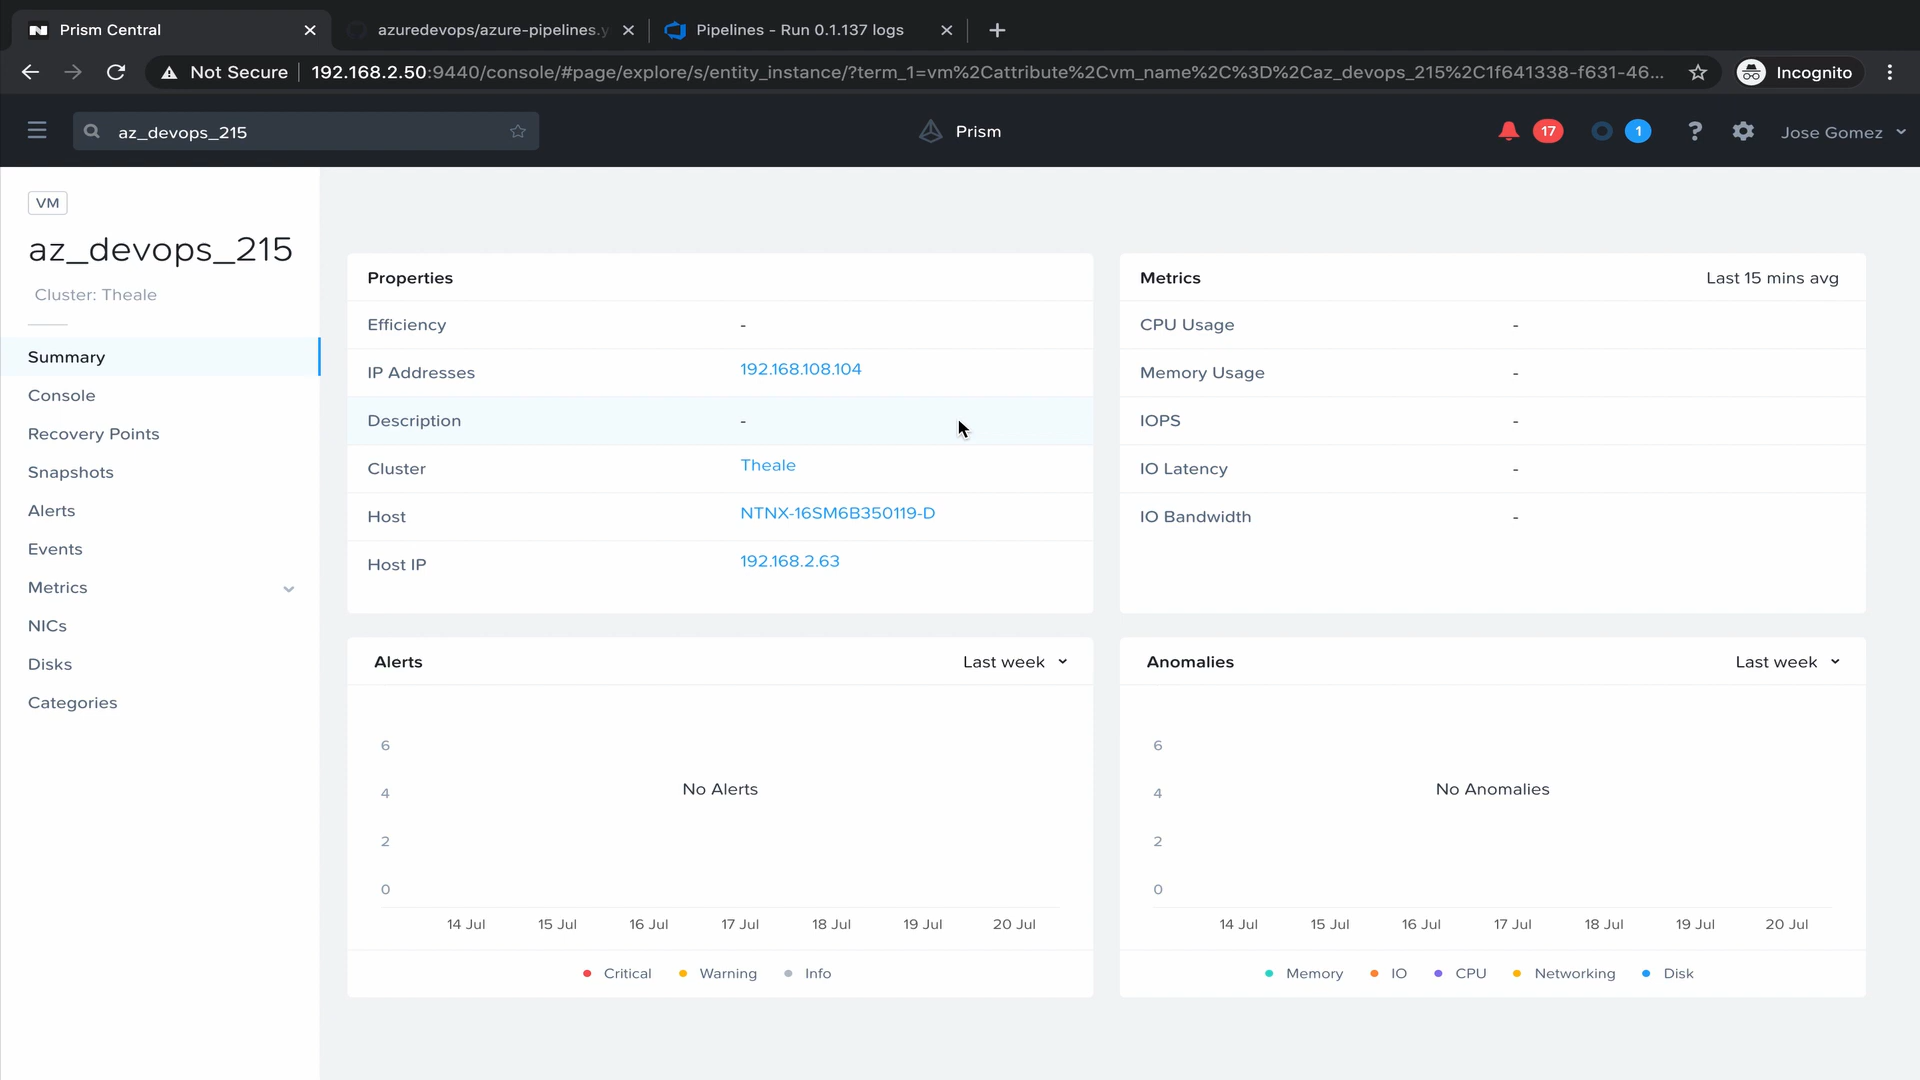 Prism Central
azuredevops/azure-pipelines.y
Pipelines - Run 0.1.137 logs
Not Secure
192.168.2.50:9440/console/#page/explore/s/entity_instance/?term_1=vm%2Cattribute%2Cvm_name%2C%3D%2Caz_devops_215%2C1f641338-f631-46...
Incognito
az_devops_215
Prism
17
1
?
Jose Gomez
VM
az_devops_215
Cluster: Theale
Summary
Console
Recovery Points
Snapshots
Alerts
Events
Metrics
NICs
Disks
Categories
Properties
Efficiency -
IP Addresses 192.168.108.104
Description -
Cluster Theale
Host NTNX-16SM6B350119-D
Host IP 192.168.2.63
Metrics Last 15 mins avg
CPU Usage -
Memory Usage -
IOPS -
IO Latency -
IO Bandwidth -
Alerts Last week
6
4
2
0
No Alerts
14 Jul 15 Jul 16 Jul 17 Jul 18 Jul 19 Jul 20 Jul
Critical Warning Info
Anomalies Last week
6
4
2
0
No Anomalies
14 Jul 15 Jul 16 Jul 17 Jul 18 Jul 19 Jul 20 Jul
Memory IO CPU Networking Disk